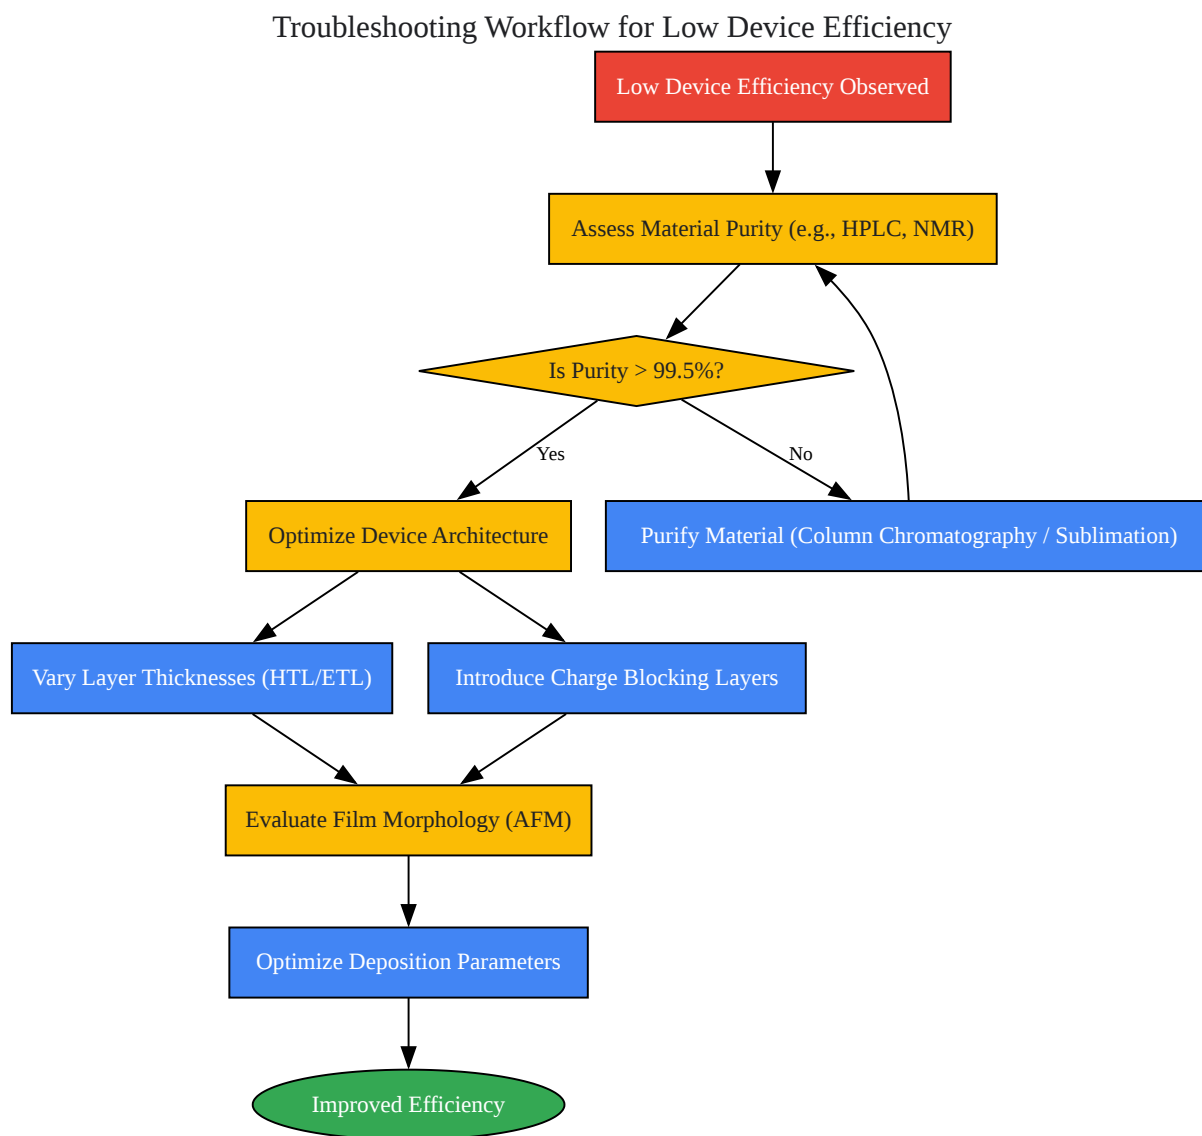 Troubleshooting Workflow for Low Device Efficiency
Low Device Efficiency Observed
Assess Material Purity (e.g., HPLC, NMR)
Is Purity > 99.5%?
Yes
No
Optimize Device Architecture
Purify Material (Column Chromatography / Sublimation)
Vary Layer Thicknesses (HTL/ETL)
Introduce Charge Blocking Layers
Evaluate Film Morphology (AFM)
Optimize Deposition Parameters
Improved Efficiency